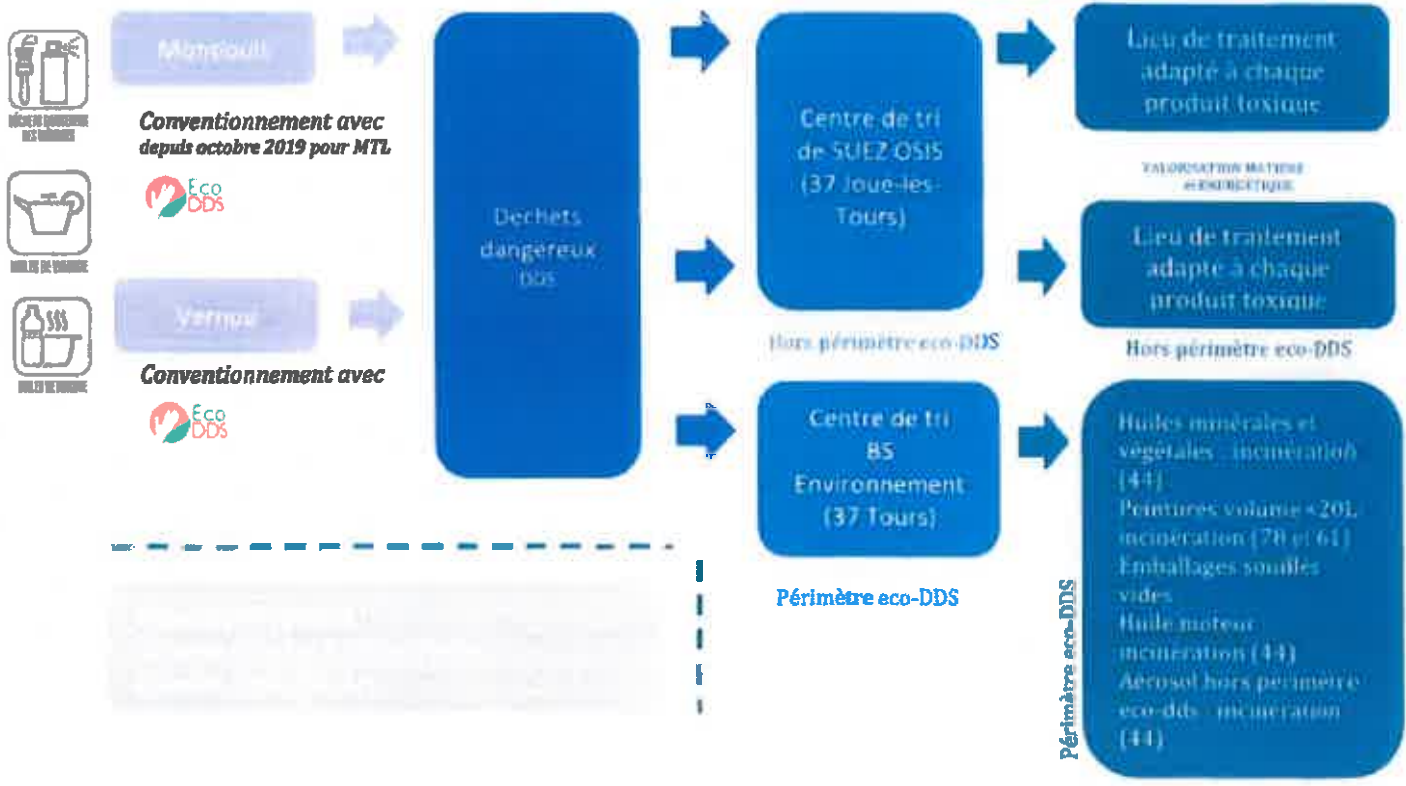 Montlouis
Conventionnement avec
depuis octobre 2019 pour MTL
Eco
DDS
Vernou
Conventionnement avec
Eco
DDS
Dechets
dangereux
DDS
Centre de tri
de SUEZ OSIS
(37 Joue-les-
Tours)
Hors périmètre eco-DDS
Centre de tri
BS
Environnement
(37 Tours)
Périmètre eco-DDS
Lieu de traitement
adapté à chaque
produit toxique
VALORISATION MATIERE
et ENERGETIQUE
Lieu de traitement
adapte à chaque
produit toxique
Hors périmètre eco-DDS
Périmètre eco-DDS
Huiles minérales et
végétales : incinération
(44)
Peintures volume <20L
incinération (78 et 61)
Emballages souillés
vides
Huile moteur
incinération (44)
Aérosol hors périmètre
eco-dds : incinération
(44)